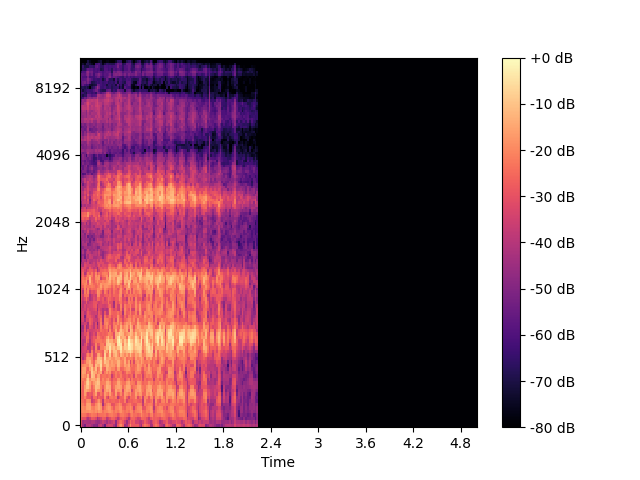 +0 dB
8192
-10 dB
4096
-20 dB
-30 dB
2048
Hz
-40 dB
1024
-50 dB
512
-60 dB
-70 dB
0
-80 dB
0 0.6 1.2 1.8 2.4 3 3.6 4.2 4.8
Time